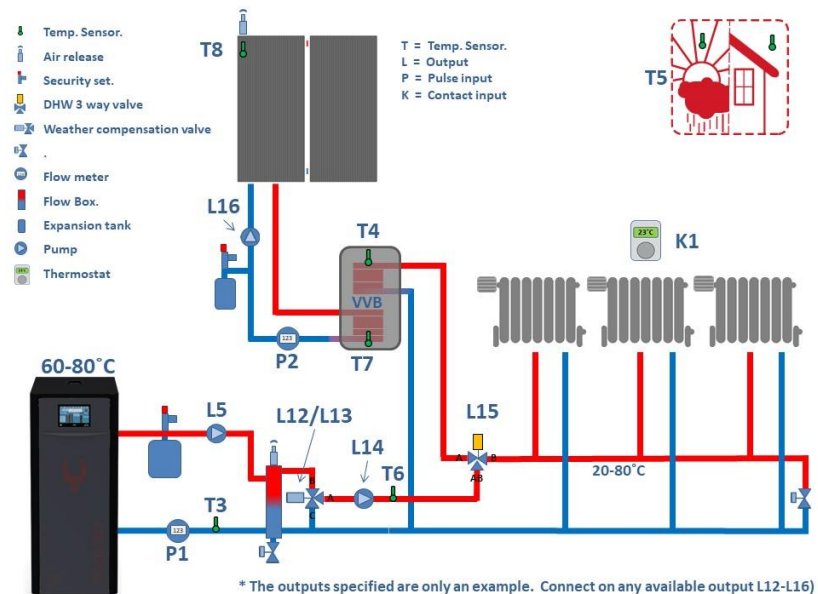 Temp. Sensor.
Air release
Security set.
DHW 3 way valve
Weather compensation valve
.
Flow meter
Flow Box.
Expansion tank
Pump
Thermostat
T8
T = Temp. Sensor.
L = Output
P = Pulse input
K = Contact input
T5
L16
T4
VVB
T7
123
P2
23°C
K1
60-80°C
L5
L12/L13
L14
T6
L15
A
B
AB
20-80°C
B
A
C
T3
123
P1
* The outputs specified are only an example. Connect on any available output L12-L16)